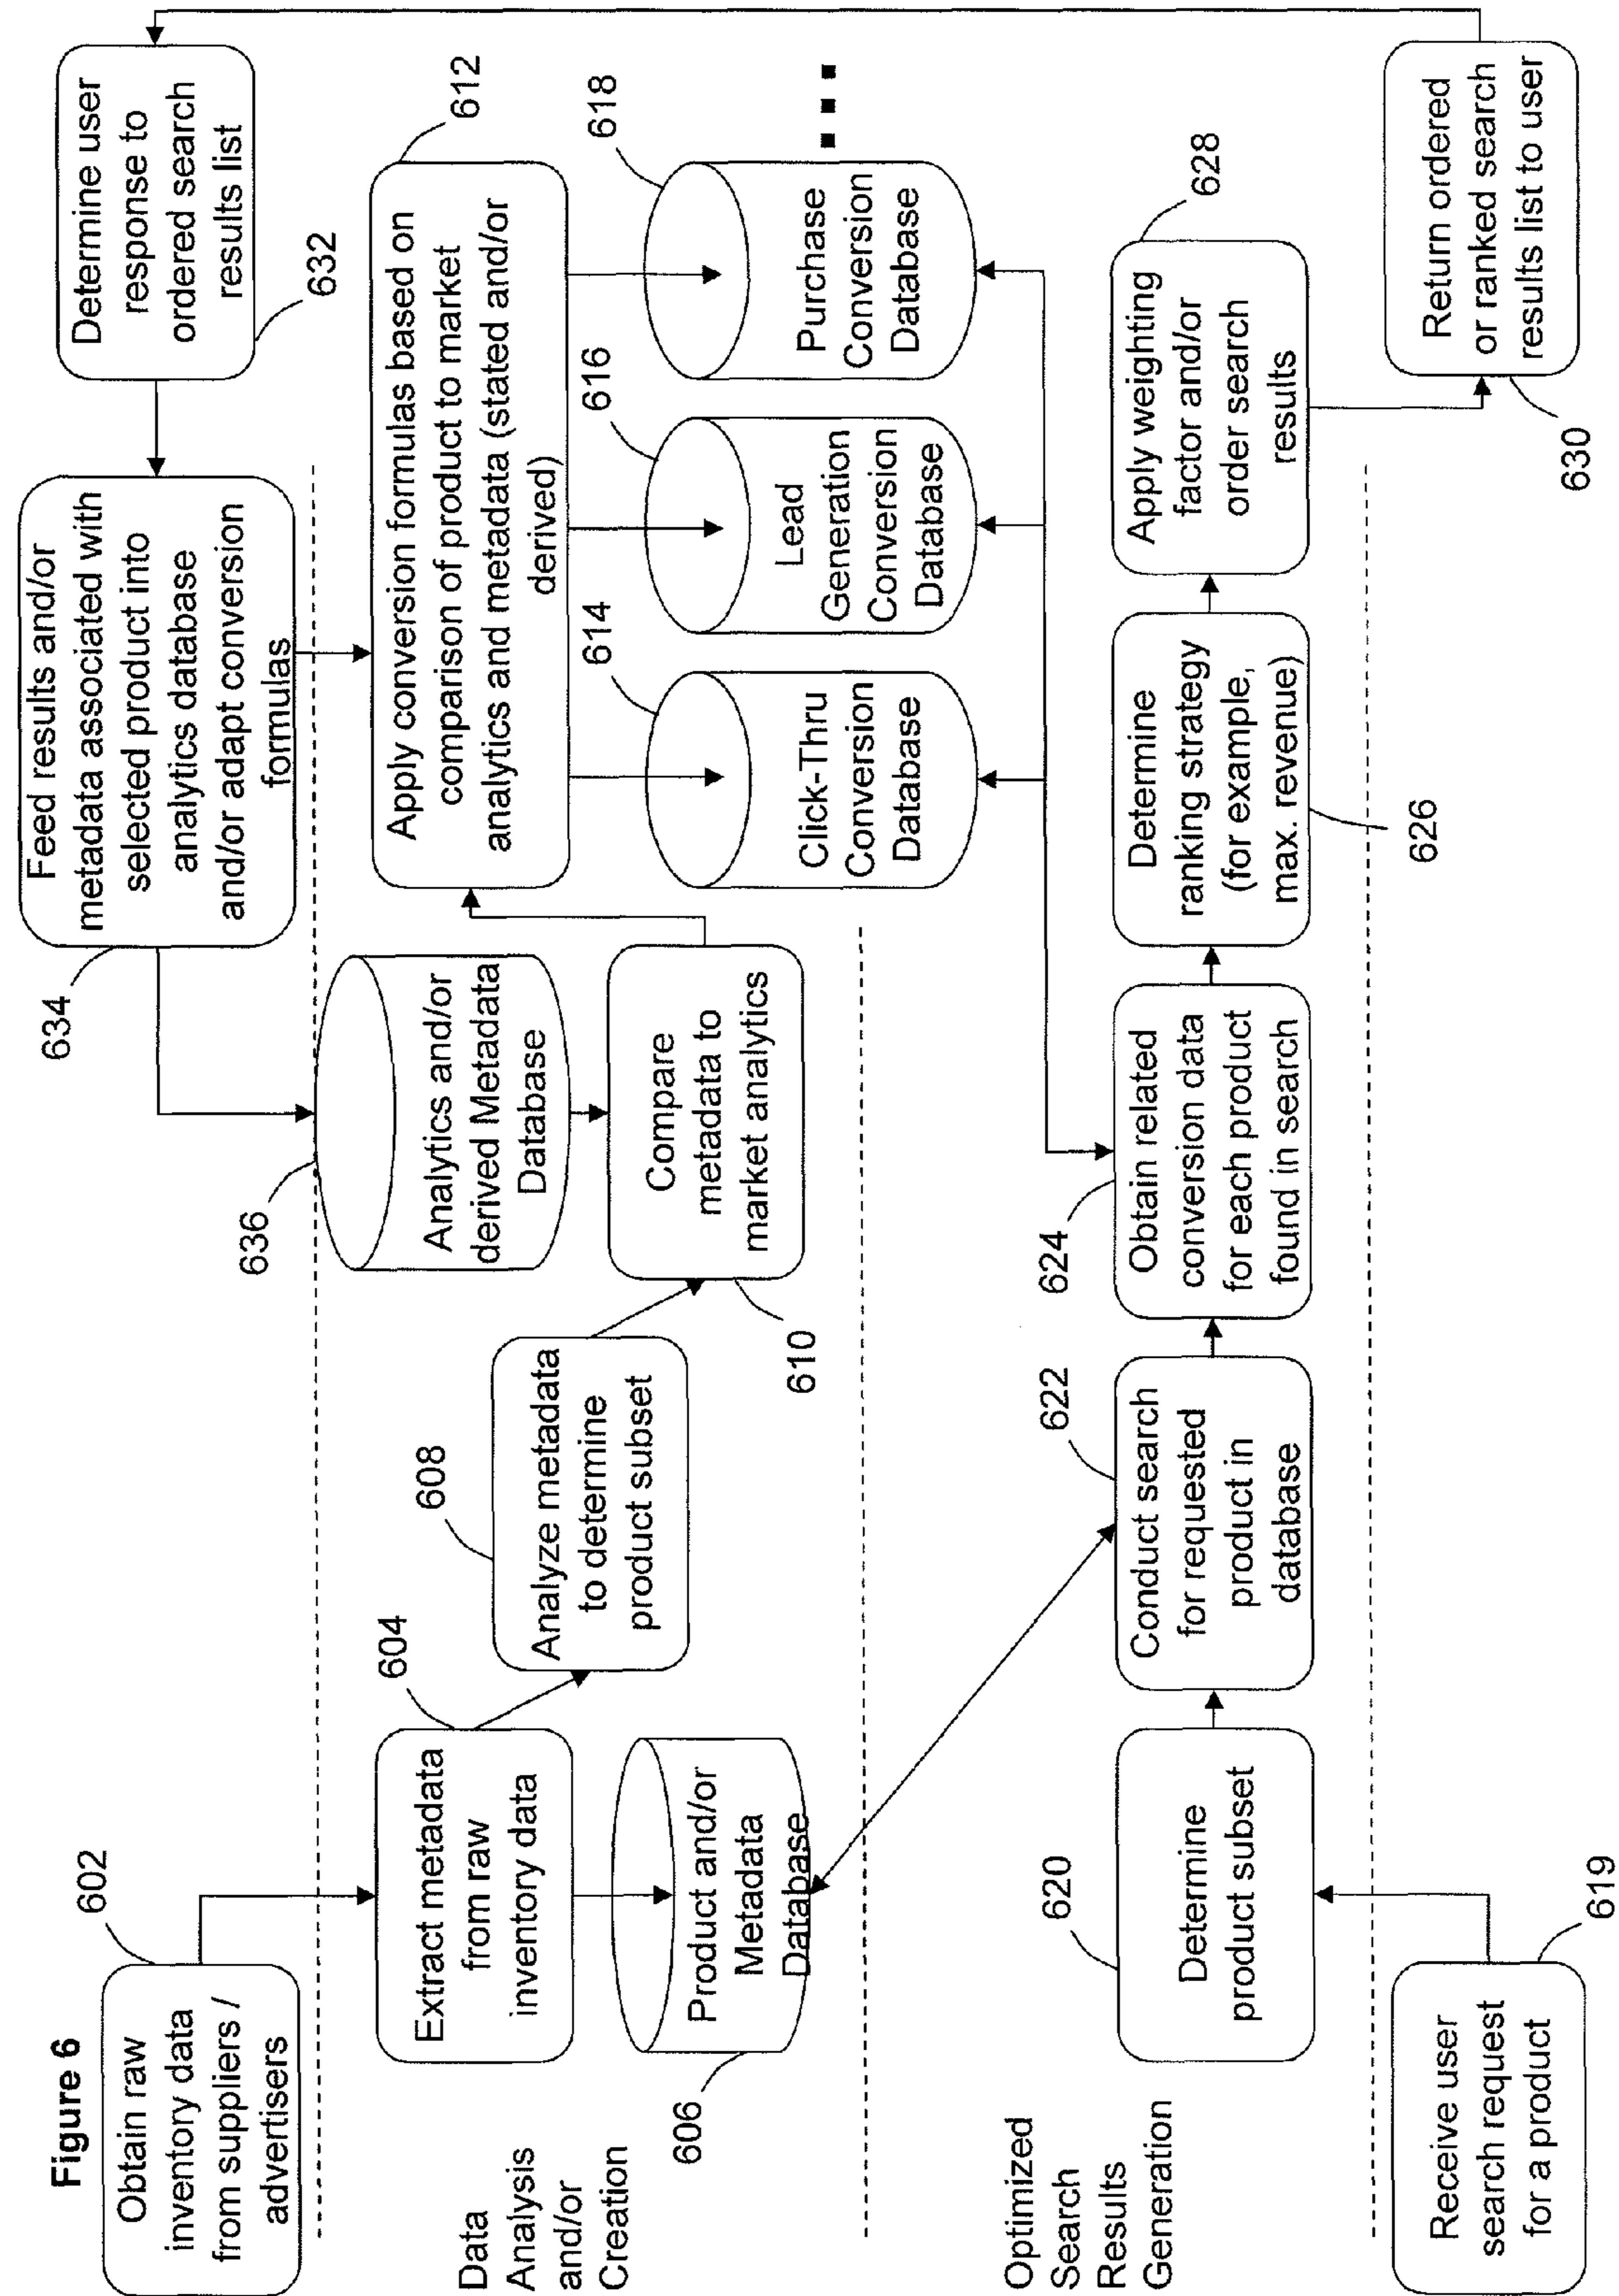 Figure 6
Obtain raw
inventory data
from suppliers /
advertisers
602
Feed results and/or
metadata associated with
selected product into
analytics database
and/or adapt conversion
formulas
634
Determine user
response to
ordered search
results list
632
Data
Analysis
and/or
Creation
Extract metadata
from raw
inventory data
604
Product and/or
Metadata
Database
606
Analyze metadata
to determine
product subset
608
Analytics and/or
derived Metadata
Database
636
Compare
metadata to
market analytics
610
Apply conversion formulas based on
comparison of product to market
analytics and metadata (stated and/or
derived)
612
Click-Thru
Conversion
Database
614
Lead
Generation
Conversion
Database
616
Purchase
Conversion
Database
618
Optimized
Search
Results
Generation
Determine
product subset
620
Conduct search
for requested
product in
database
622
Obtain related
conversion data
for each product
found in search
624
Determine
ranking strategy
(for example,
max. revenue)
626
Apply weighting
factor and/or
order search
results
628
Receive user
search request
for a product
619
Return ordered
or ranked search
results list to user
630